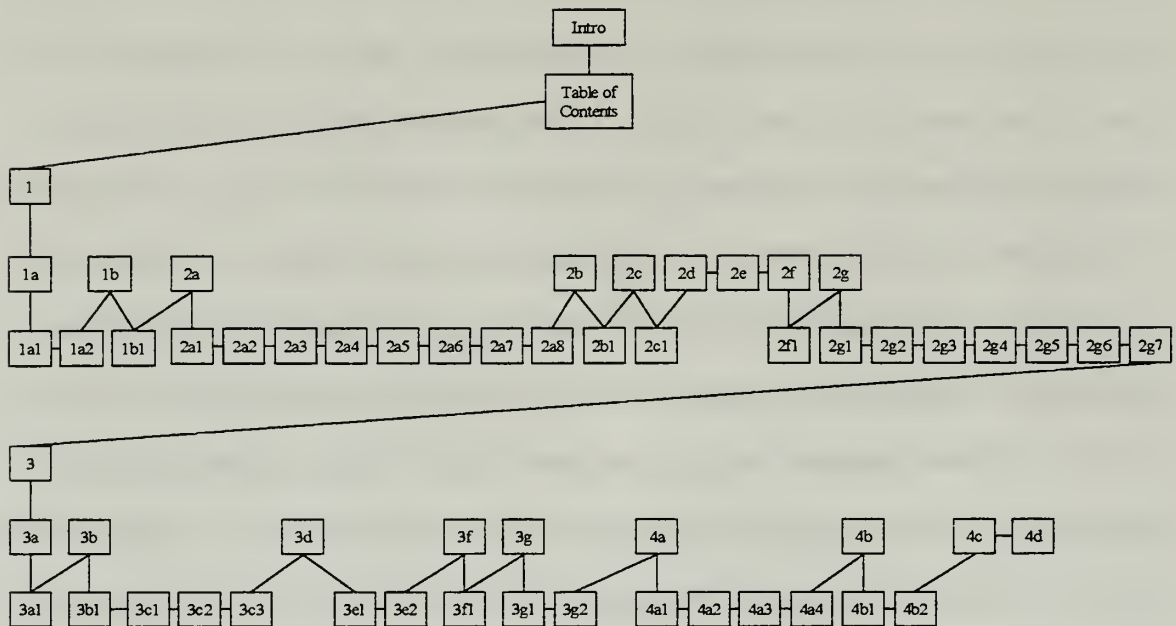 Intro
Table of
Contents
1
1a 1b 2a 2b 2c 2d 2e 2f 2g
1a1 1a2 1b1 2a1 2a2 2a3 2a4 2a5 2a6 2a7 2a8 2b1 2c1 2f1 2g1 2g2 2g3 2g4 2g5 2g6 2g7
3
3a 3b 3d 3f 3g 4a 4b 4c 4d
3a1 3b1 3c1 3c2 3c3 3e1 3e2 3f1 3g1 3g2 4a1 4a2 4a3 4a4 4b1 4b2